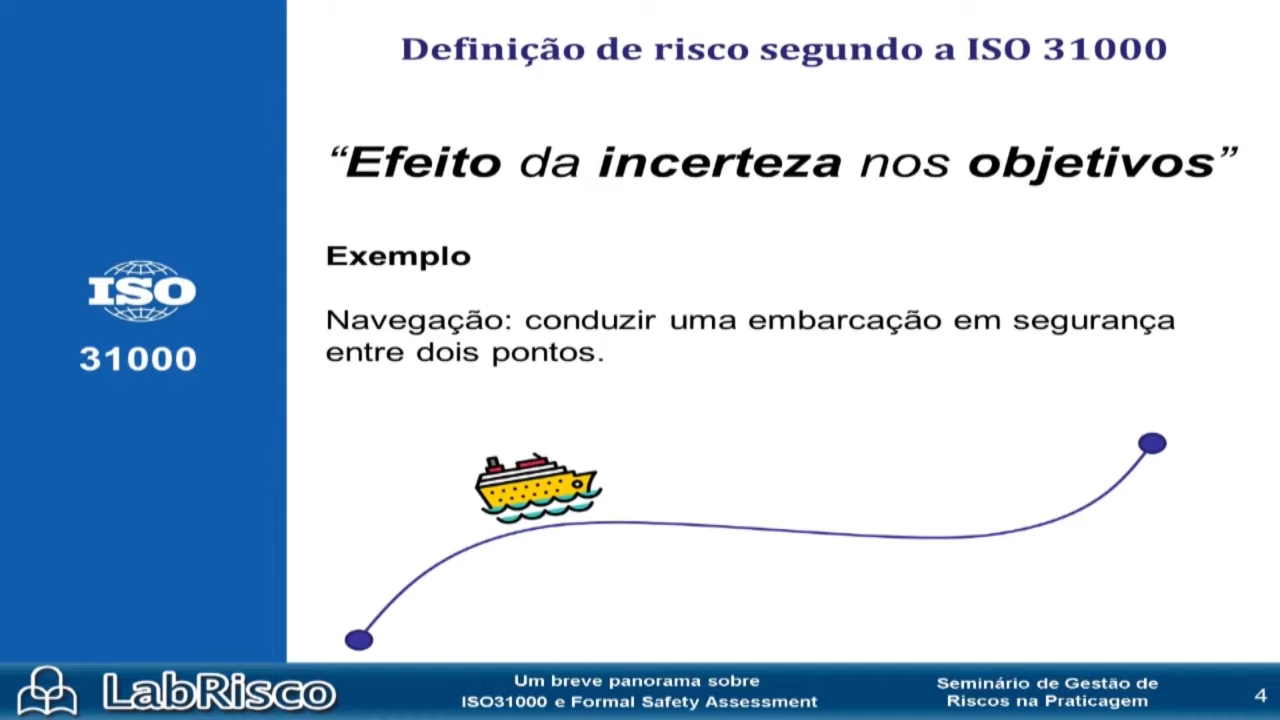 Definição de risco segundo a ISO 31000
“Efeito da incerteza nos objetivos”
Exemplo
Navegação: conduzir uma embarcação em segurança
entre dois pontos.
ISO
31000
LabRisco
Um breve panorama sobre
ISO31000 e Formal Safety Assessment
Seminário de Gestão de
Riscos na Praticagem
4